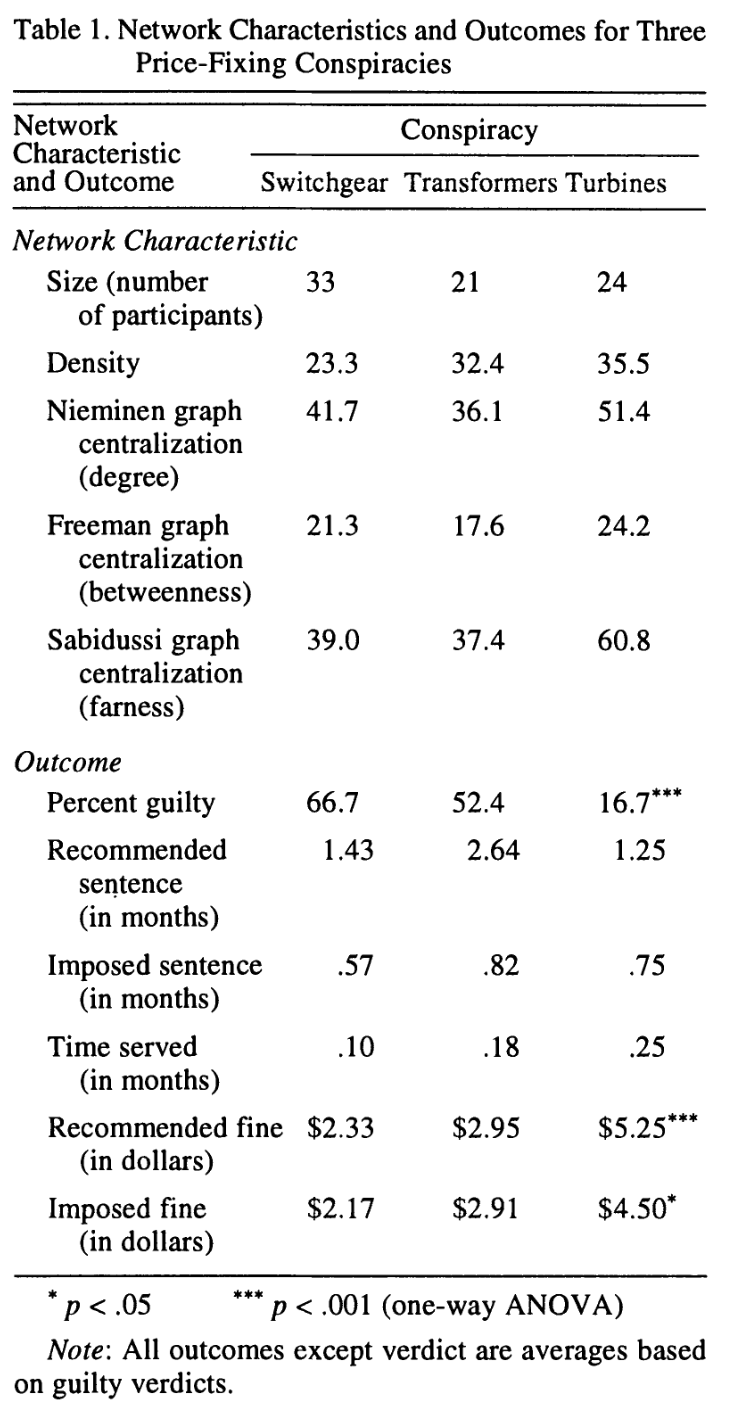 Table 1. Network Characteristics and Outcomes for Three
Price-Fixing Conspiracies
Network
Characteristic
and Outcome
Conspiracy
Switchgear Transformers Turbines
Network Characteristic
Size (number 33 21 24
of participants)
Density 23.3 32.4 35.5
Nieminen graph 41.7 36.1 51.4
centralization
(degree)
Freeman graph 21.3 17.6 24.2
centralization
(betweenness)
Sabidussi graph 39.0 37.4 60.8
centralization
(farness)
Outcome
Percent guilty 66.7 52.4 16.7***
Recommended 1.43 2.64 1.25
sentence
(in months)
Imposed sentence .57 .82 .75
(in months)
Time served .10 .18 .25
(in months)
Recommended fine $2.33 $2.95 $5.25***
(in dollars)
Imposed fine $2.17 $2.91 $4.50*
(in dollars)
* p < .05 *** p < .001 (one-way ANOVA)
Note: All outcomes except verdict are averages based
on guilty verdicts.